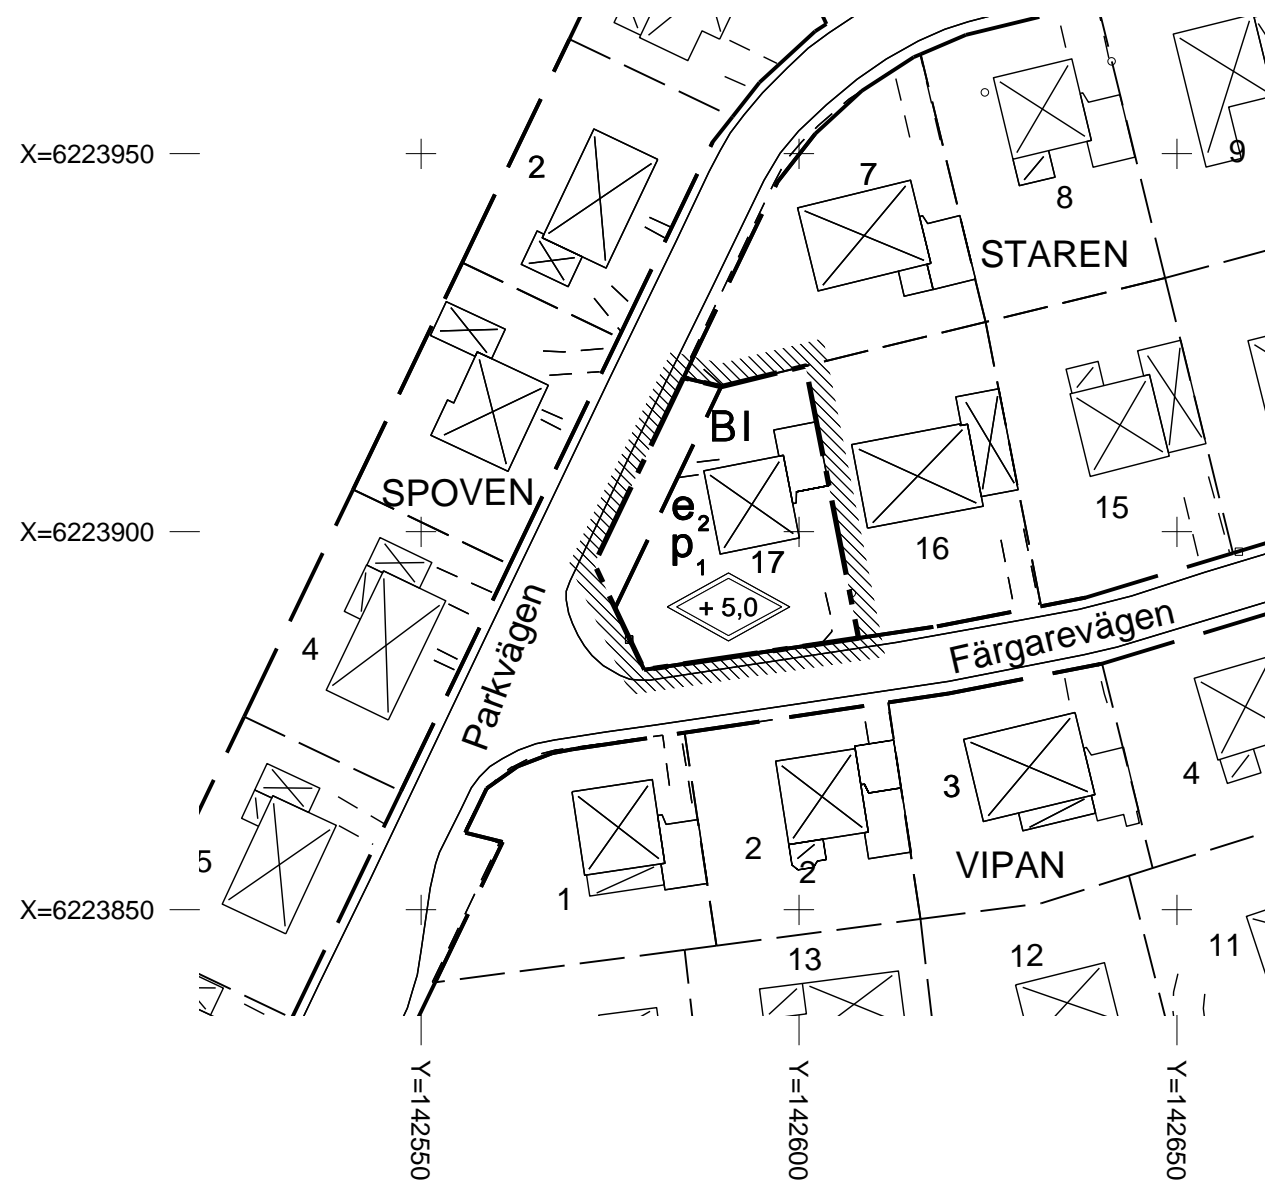 X=6223950
2
7
8
9
STAREN
BI
SPOVEN
e2
p1
17
16
15
X=6223900
+ 5,0
4
Parkvägen
Färgarevägen
3
4
5
1
2
2
VIPAN
X=6223850
13
12
11
Y=142550
Y=142600
Y=142650